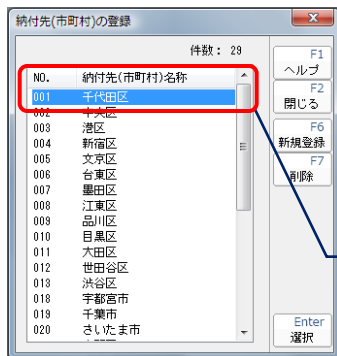 納付先(市町村)の登録
件数： 29
NO. 納付先(市町村)名称
001 千代田区
002 中央区
003 港区
004 新宿区
005 文京区
006 台東区
007 墨田区
008 江東区
009 品川区
010 目黒区
011 大田区
012 世田谷区
013 渋谷区
018 宇都宮市
019 千葉市
020 さいたま市
F1
ヘルプ
F2
閉じる
F6
新規登録
F7
削除
Enter
選択